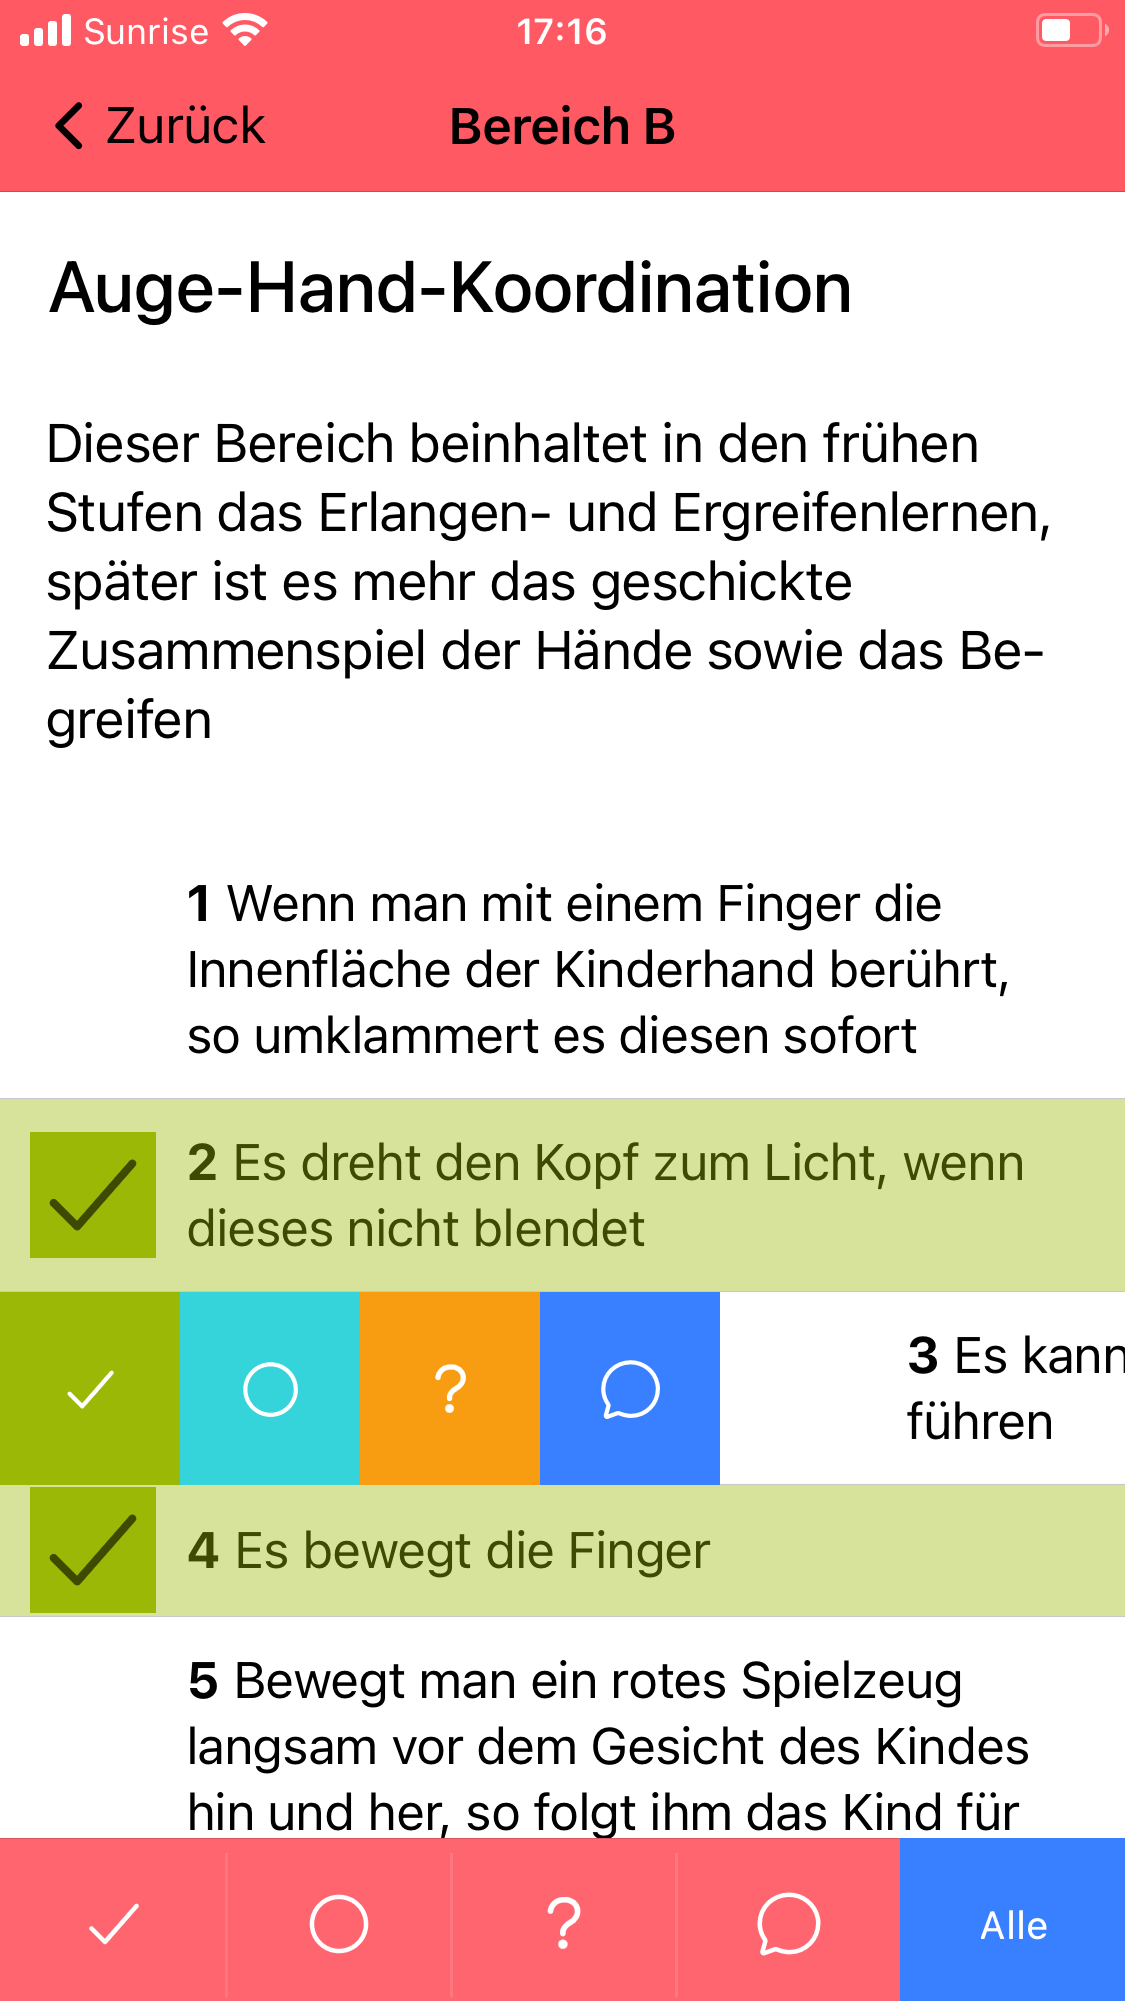 Sunrise 17:16
Zurück Bereich B
Auge-Hand-Koordination
Dieser Bereich beinhaltet in den frühen
Stufen das Erlangen- und Ergreifenlernen,
später ist es mehr das geschickte
Zusammenspiel der Hände sowie das Be-
greifen
1 Wenn man mit einem Finger die
Innenfläche der Kinderhand berührt,
so umklammert es diesen sofort
2 Es dreht den Kopf zum Licht, wenn
dieses nicht blendet
?
3 Es kann
führen
4 Es bewegt die Finger
5 Bewegt man ein rotes Spielzeug
langsam vor dem Gesicht des Kindes
hin und her, so folgt ihm das Kind für
? Alle